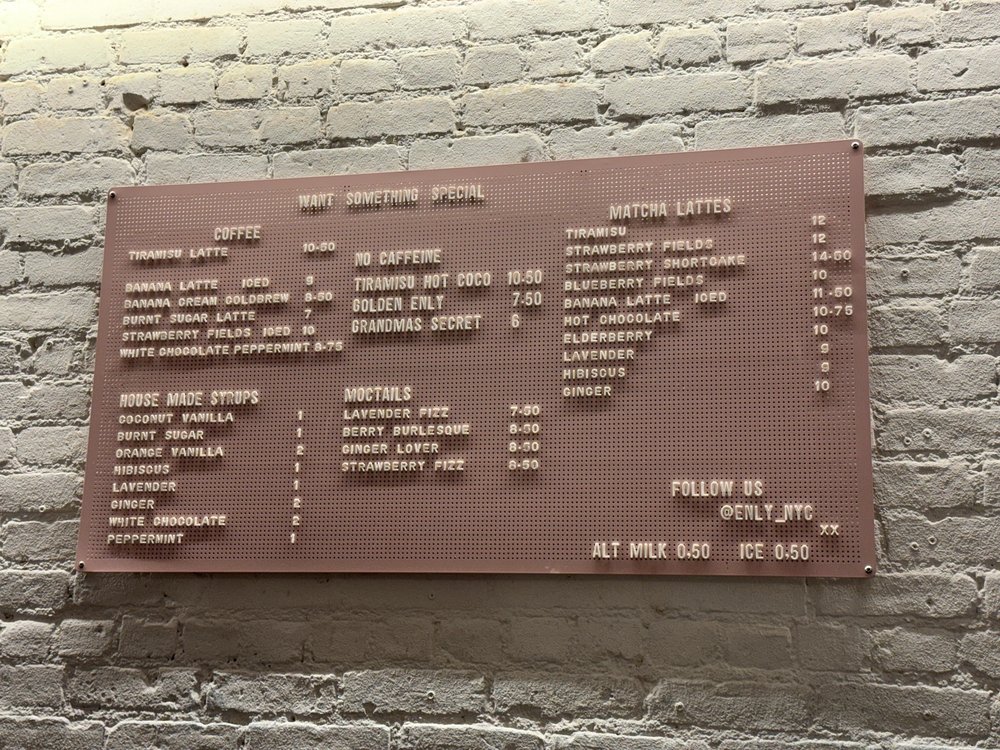 WANT SOMETHING SPECIAL
COFFEE
TIRAMISU LATTE 10-50
BANANA LATTE ICED 9
BANANA CREAM COLDBREW 8-50
BURNT SUGAR LATTE 7
STRAWBERRY FIELDS ICED 10
WHITE CHOCOLATE PEPPERMINT 8-75
HOUSE MADE SYRUPS
COCONUT VANILLA 1
BURNT SUGAR 1
ORANGE VANILLA 2
HIBISCUS 1
LAVENDER 1
GINGER 2
WHITE CHOCOLATE 2
PEPPERMINT 1
NO CAFFEINE
TIRAMISU HOT COCO 10.50
GOLDEN ENLY 7.50
GRANDMAS SECRET 6
MOCTAILS
LAVENDER FIZZ 7-50
BERRY BURLESQUE 8-50
GINGER LOVER 8-50
STRAWBERRY FIZZ 8-50
MATCHA LATTES
TIRAMISU 12
STRAWBERRY FIELDS 12
STRAWBERRY SHORTCAKE 14-50
BLUEBERRY FIELDS 10
BANANA LATTE ICED 11-50
HOT CHOCOLATE 10-75
ELDERBERRY 10
LAVENDER 9
HIBISCUS 9
GINGER 10
FOLLOW US
@ENLY_NYC
XX
ALT MILK 0.50 ICE 0.50